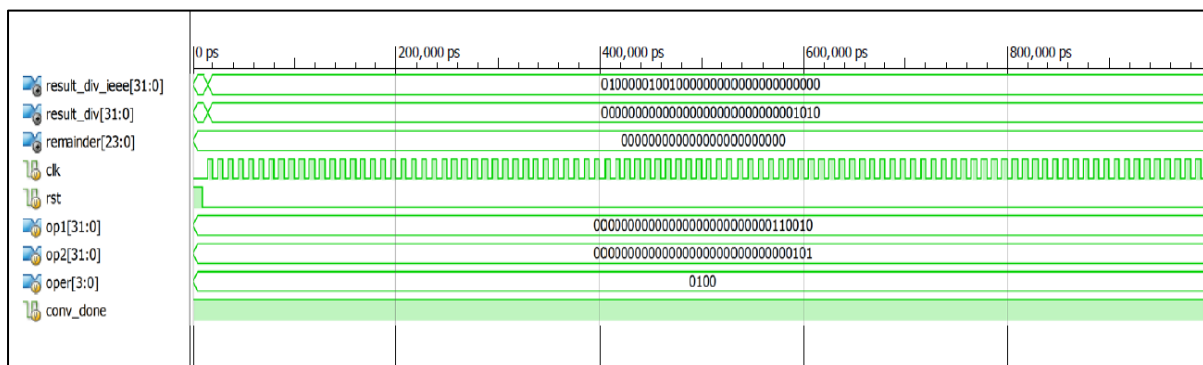 0 ps 200,000 ps 400,000 ps 600,000 ps 800,000 ps
result_div_ieee[31:0] 01000001001000000000000000000000
result_div[31:0] 00000000000000000000000000001010
remainder[23:0] 000000000000000000000000
clk
rst
op1[31:0] 00000000000000000000000000110010
op2[31:0] 00000000000000000000000000000101
oper[3:0] 0100
conv_done